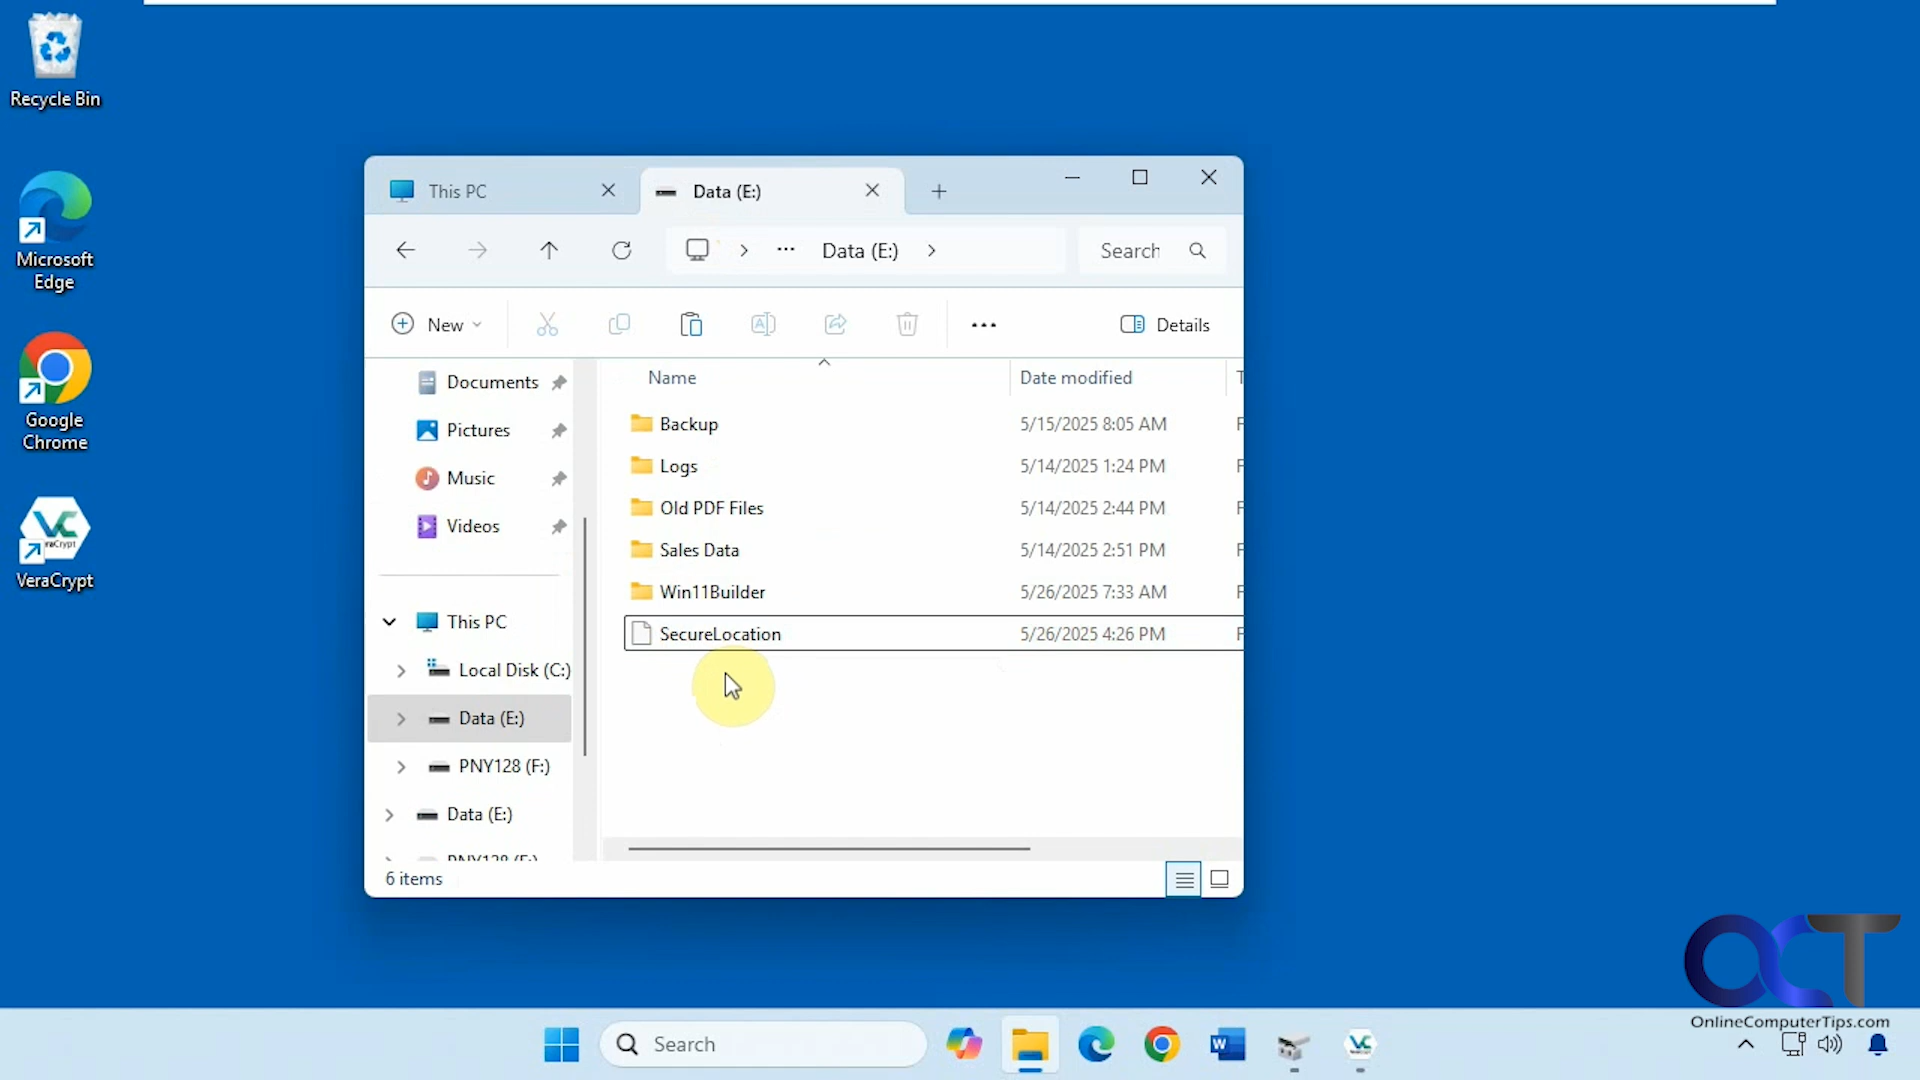 Recycle Bin
Microsoft
Edge
Google
Chrome
VeraCrypt
This PC
Data (E:)
Data (E:)
Search
New
Details
Name
Date modified
Documents
Pictures
Music
Videos
This PC
Local Disk (C:)
Data (E:)
PNY128 (F:)
Data (E:)
PNY128 (F:)
Backup 5/15/2025 8:05 AM F
Logs 5/14/2025 1:24 PM F
Old PDF Files 5/14/2025 2:44 PM F
Sales Data 5/14/2025 2:51 PM F
Win11Builder 5/26/2025 7:33 AM F
SecureLocation 5/26/2025 4:26 PM F
6 items
OCT
OnlineComputerTips.com
Search